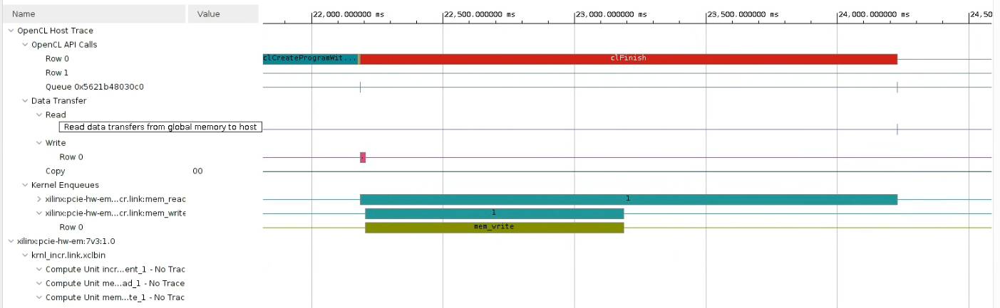 Name Value 22,000.000000000 ms 22,500.000000000 ms 23,000.000000000 ms 23,500.000000000 ms 24,000.000000000 ms 24,50
OpenCL Host Trace
OpenCL API Calls
Row 0 clCreateProgramWit... clFinish
Row 1
Queue 0x5621b48030c0
Data Transfer
Read
Read data transfers from global memory to host
Write
Row 0
Copy 00
Kernel Enqueues
xilinx:pcie-hw-em...cr.link:mem_reac 1
xilinx:pcie-hw-em...cr.link:mem_write 1
Row 0 mem_write
xilinx:pcie-hw-em:7v3:1.0
krnl_incr.link.xclbin
Compute Unit incr...ent_1 - No Trac
Compute Unit me...ad_1 - No Trace
Compute Unit mem...te_1 - No Trac